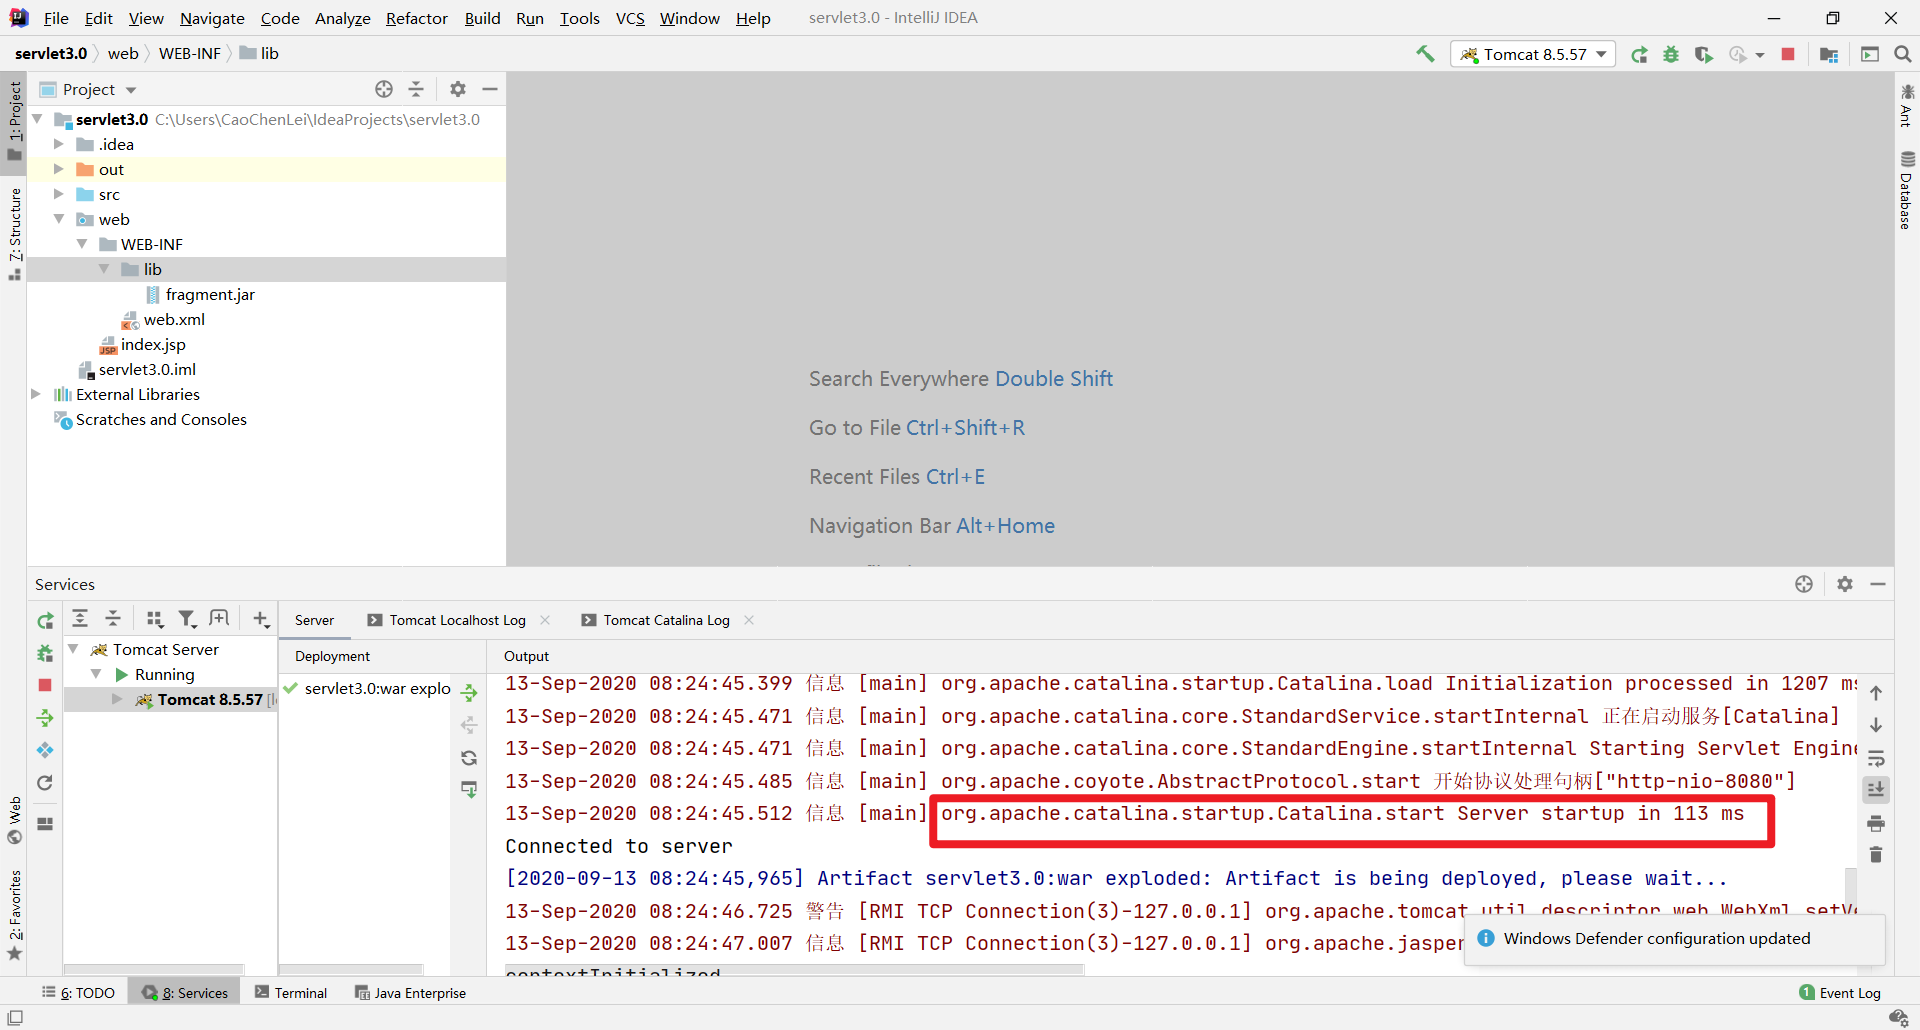 File Edit View Navigate Code Analyze Refactor Build Run Tools VCS Window Help servlet3.0 - IntelliJ IDEA
servlet3.0 web WEB-INF lib
Tomcat 8.5.57
Project
servlet3.0 C:\Users\CaoChenLei\IdeaProjects\servlet3.0
.idea
out
src
web
WEB-INF
lib
fragment.jar
web.xml
index.jsp
servlet3.0.iml
External Libraries
Scratches and Consoles
1: Project
7: Structure
Web
2: Favorites
Ant
Database
Search Everywhere Double Shift
Go to File Ctrl+Shift+R
Recent Files Ctrl+E
Navigation Bar Alt+Home
Services
Server Tomcat Localhost Log Tomcat Catalina Log
Tomcat Server
Running
Tomcat 8.5.57
Deployment
servlet3.0:war explo
Output
13-Sep-2020 08:24:45.399 信息 [main] org.apache.catalina.startup.Catalina.load Initialization processed in 1207 ms
13-Sep-2020 08:24:45.471 信息 [main] org.apache.catalina.core.StandardService.startInternal 正在启动服务[Catalina]
13-Sep-2020 08:24:45.471 信息 [main] org.apache.catalina.core.StandardEngine.startInternal Starting Servlet Engine
13-Sep-2020 08:24:45.485 信息 [main] org.apache.coyote.AbstractProtocol.start 开始协议处理句柄["http-nio-8080"]
13-Sep-2020 08:24:45.512 信息 [main] org.apache.catalina.startup.Catalina.start Server startup in 113 ms
Connected to server
[2020-09-13 08:24:45,965] Artifact servlet3.0:war exploded: Artifact is being deployed, please wait...
13-Sep-2020 08:24:46.725 警告 [RMI TCP Connection(3)-127.0.0.1] org.apache.tomcat.util.descriptor.web.WebXml.setVe
13-Sep-2020 08:24:47.007 信息 [RMI TCP Connection(3)-127.0.0.1] org.apache.jasper
contextInitialized
Windows Defender configuration updated
6: TODO 8: Services Terminal Java Enterprise
1 Event Log